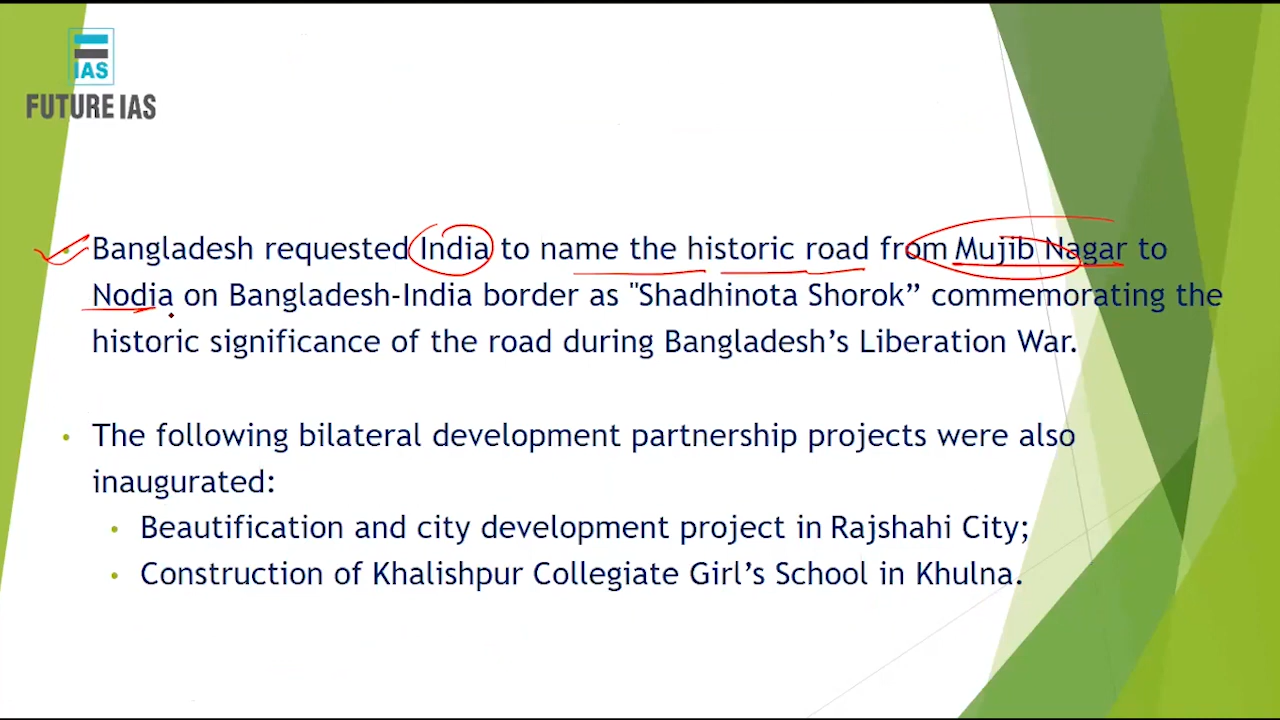 IAS
FUTURE IAS
Bangladesh requested India to name the historic road from Mujib Nagar to
Nodia on Bangladesh-India border as "Shadhinota Shorok” commemorating the
historic significance of the road during Bangladesh’s Liberation War.
The following bilateral development partnership projects were also
inaugurated:
Beautification and city development project in Rajshahi City;
Construction of Khalishpur Collegiate Girl’s School in Khulna.